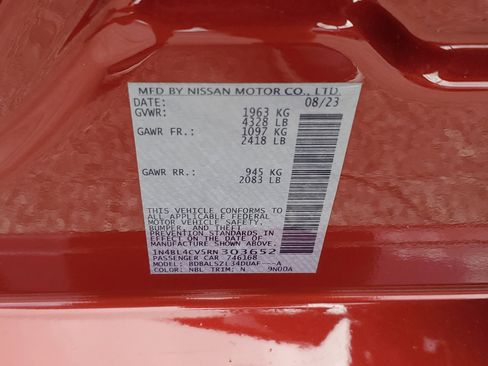 MFD BY NISSAN MOTOR CO., LTD.
DATE: 08/23
GVWR: 1963 KG
4328 LB
GAWR FR.: 1097 KG
2418 LB
GAWR RR.: 945 KG
2083 LB
THIS VEHICLE CONFORMS TO
ALL APPLICABLE FEDERAL
MOTOR VEHICLE SAFETY,
BUMPER, AND THEFT
PREVENTION STANDARDS IN
EFFECT ON THE DATE OF
MANUFACTURE SHOWN ABOVE.
1N4BL4CV5RN303652
PASSENGER CAR 746168
MODEL: BDBALSZL34DUAF----A
COLOR: NBL TRIM: N 9N00A